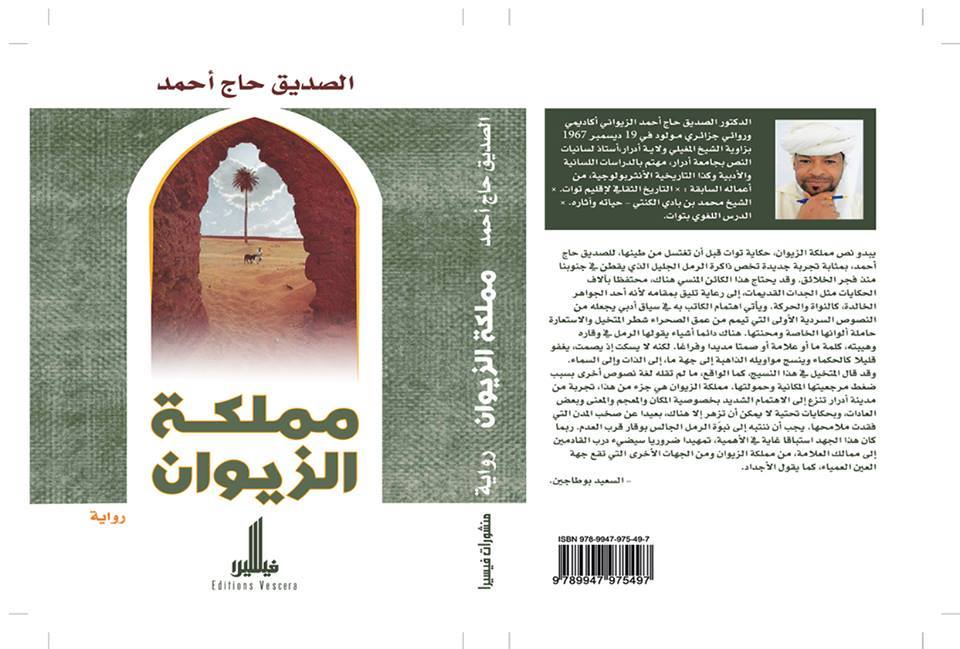 الصديق حاج أحمد
مملكة
الزيوان
رواية
فيسيرا
Editions Vescera
الصديق حاج أحمد
مملكة الزيوان
رواية
منشورات فيسيرا
الدكتور الصديق حاج أحمد الزيواني أكاديمي
وروائي جزائري مولود في 19 ديسمبر 1967
بزاوية الشيخ المغيلي ولاية أدرار،أستاذ لسانيات
النص بجامعة أدرار، مهتم بالدراسات اللسانية
والأدبية وكذا التاريخية الأنثربولوجية، من
أعماله السابقة : × التاريخ الثقافي لإقليم توات. ×
الشيخ محمد بن بادي الكنتي – حياته وآثاره. ×
الدرس اللغوي بتوات.
يبدو نص مملكة الزيوان، حكاية توات قبل أن تغتسل من طينها، للصديق حاج
أحمد، بمثابة تجربة جديدة تخص ذاكرة الرمل الجليل الذي يقطن في جنوبنا
منذ فجر الخلائق. وقد يحتاج هذا الكائن المنسي هناك، محتفظا بآلاف
الحكايات مثل الجدات القديمات، إلى رعاية تليق بمقامه لأنه أحد الجواهر
الخالدة، كالنواة والحركة. ويأتي اهتمام الكاتب به في سياق أدبي يجعله من
النصوص السردية الأولى التي تيمم من عمق الصحراء شطر المتخيل والاستعارة
حاملة ألوانها الخاصة ومحنتها. هناك دائما أشياء يقولها الرمل في وقاره
وهيبته، كلمة ما أو علامة أو صمتا مديدا وفراغا. لكنه لا يسكت إذ يصمت، يغفو
قليلا كالحكماء وينسج مواويله الذاهبة إلى جهة ما، إلى الذات وإلى السماء.
وقد قال المتخيل في هذا النسيج، كما الواقع، ما لم تقله لغة نصوص أخرى بسبب
ضغط مرجعيتها المكانية وحمولتها. مملكة الزيوان هي جزء من هذا، تجربة من
مدينة أدرار تنزع إلى الاهتمام الشديد بخصوصية المكان والمعجم والمعنى وبعض
العادات، وبحكايات تحتية لا يمكن أن تزهر إلا هناك، بعيدا عن صخب المدن التي
فقدت ملامحها. يجب أن ننتبه إلى نبوّة الرمل الجالس بوقار قرب العدم. ربما
كان هذا الجهد استباقا غاية في الأهمية، تمهيدا ضروريا سيضيء درب القادمين
إلى ممالك العلامة، من مملكة الزيوان ومن الجهات الأخرى التي تقع جهة
العين العمياء، كما يقول الأجداد.
– السعيد بوطاجين.
ISBN 978-9947-975-49-7
9 789947 975497